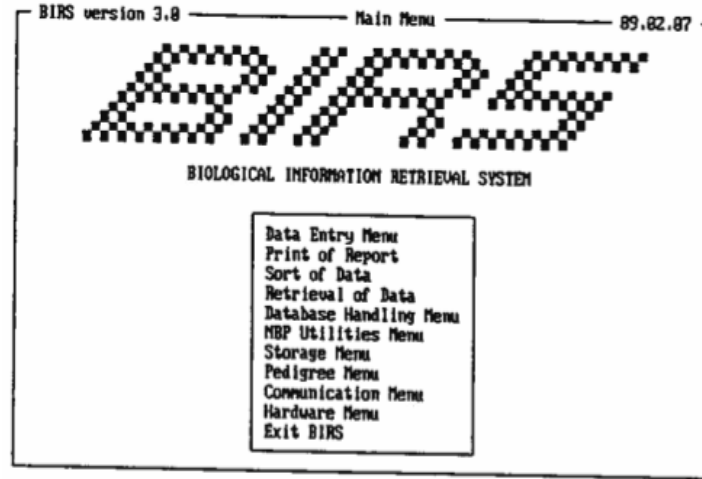 BIRS version 3.0 Main Menu 89.02.07
BIRS
BIOLOGICAL INFORMATION RETRIEVAL SYSTEM
Data Entry Menu
Print of Report
Sort of Data
Retrieval of Data
Database Handling Menu
NBP Utilities Menu
Storage Menu
Pedigree Menu
Communication Menu
Hardware Menu
Exit BIRS